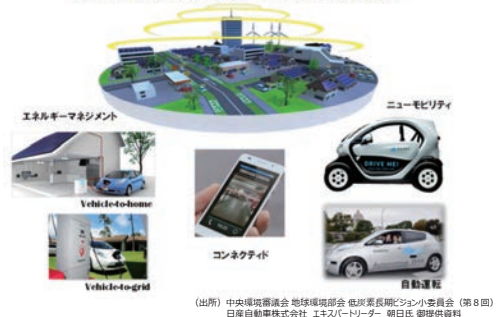 エネルギーマネジメント
ニューモビリティ
DRIVE ME!
Vehicle-to-home
コネクティド
Vehicle-to-grid
自動運転
(出所) 中央環境審議会 地球環境部会 低炭素長期ビジョン小委員会 (第8回)
日産自動車株式会社 エキスパートリーダー 朝日氏 御提供資料